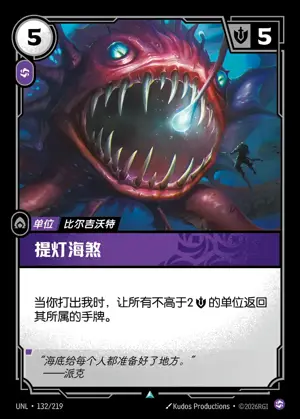 5
5
单位 比尔吉沃特
提灯海煞
当你打出我时，让所有不高于2 的单位返回
其所属的手牌。
“海底给每个人都准备好了地方。”
——派克
UNL • 132/219
Kudos Productions • ©2026RGI